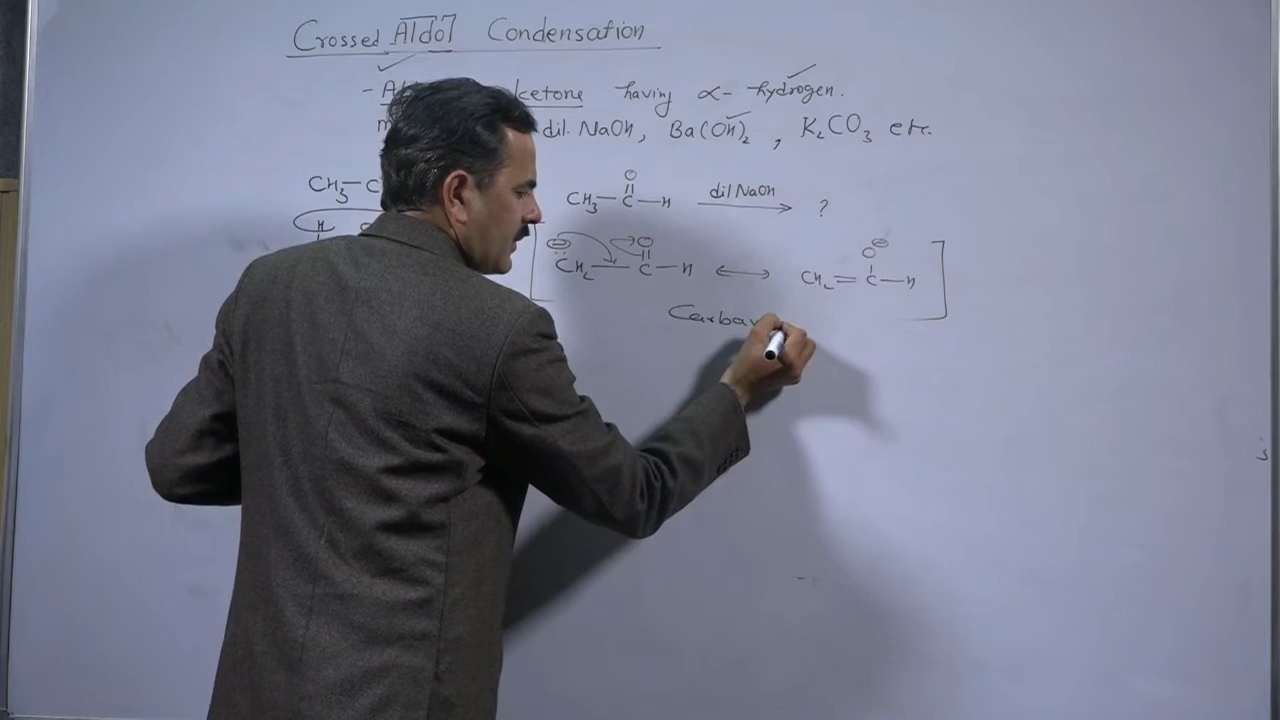 Crossed Aldol Condensation
- ketone having α- hydrogen.
dil. NaOH, Ba(OH)2, K2CO3 etc.
O
CH3—C CH3—C—H dil NaOH ?
H ⊖ O O⊖
CH2—C—H ⟷ CH2=C—H